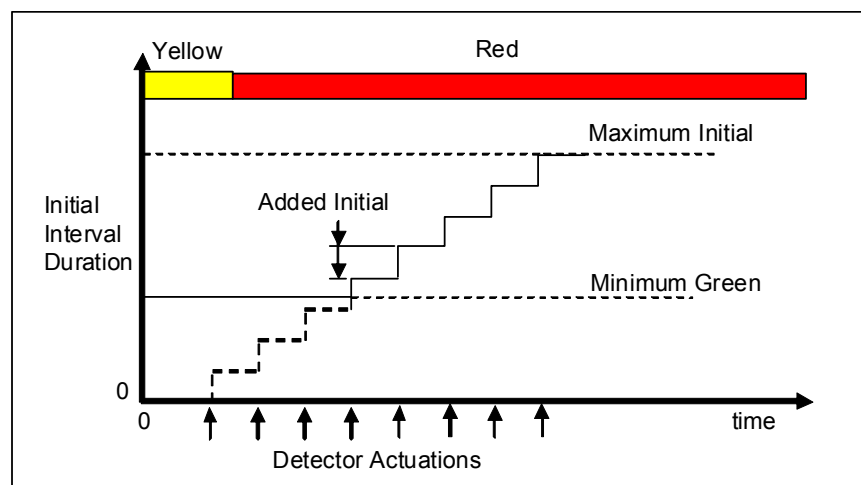 Yellow
Red
Maximum Initial
Added Initial
Initial
Interval
Duration
Minimum Green
0
0
time
Detector Actuations